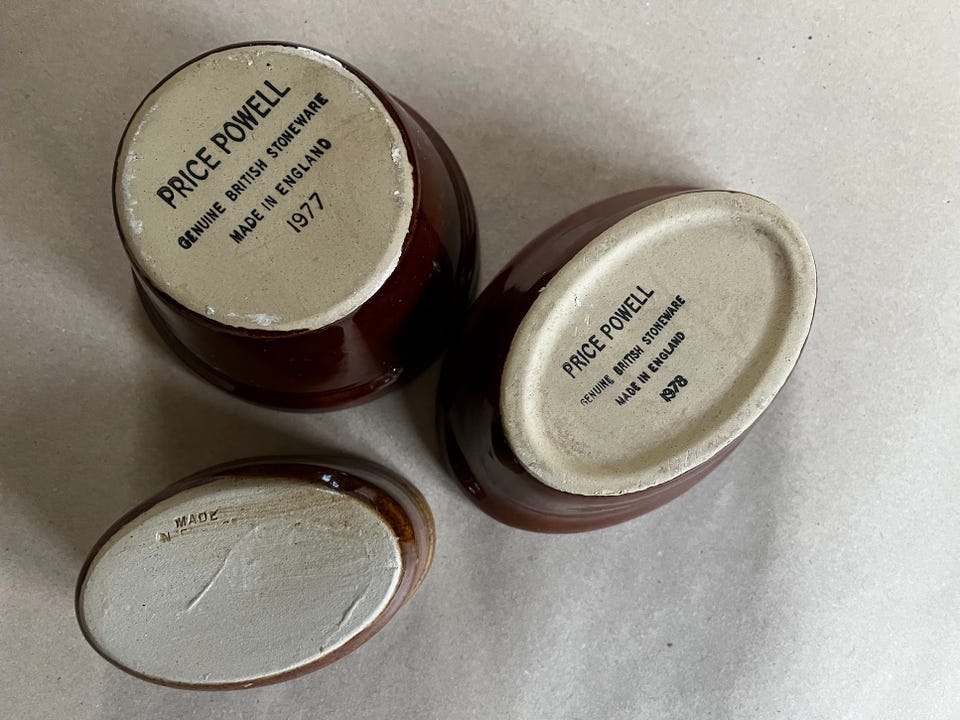 PRICE POWELL
GENUINE BRITISH STONEWARE
MADE IN ENGLAND
1977
PRICE POWELL
GENUINE BRITISH STONEWARE
MADE IN ENGLAND
1978
MADE